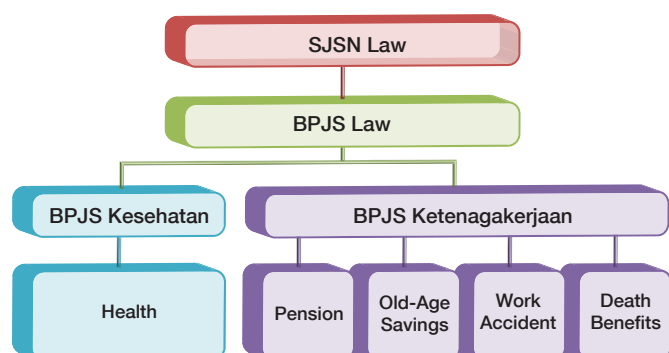 SJSN Law
BPJS Law
BPJS Kesehatan
BPJS Ketenagakerjaan
Health
Pension
Old-Age
Savings
Work
Accident
Death
Benefits